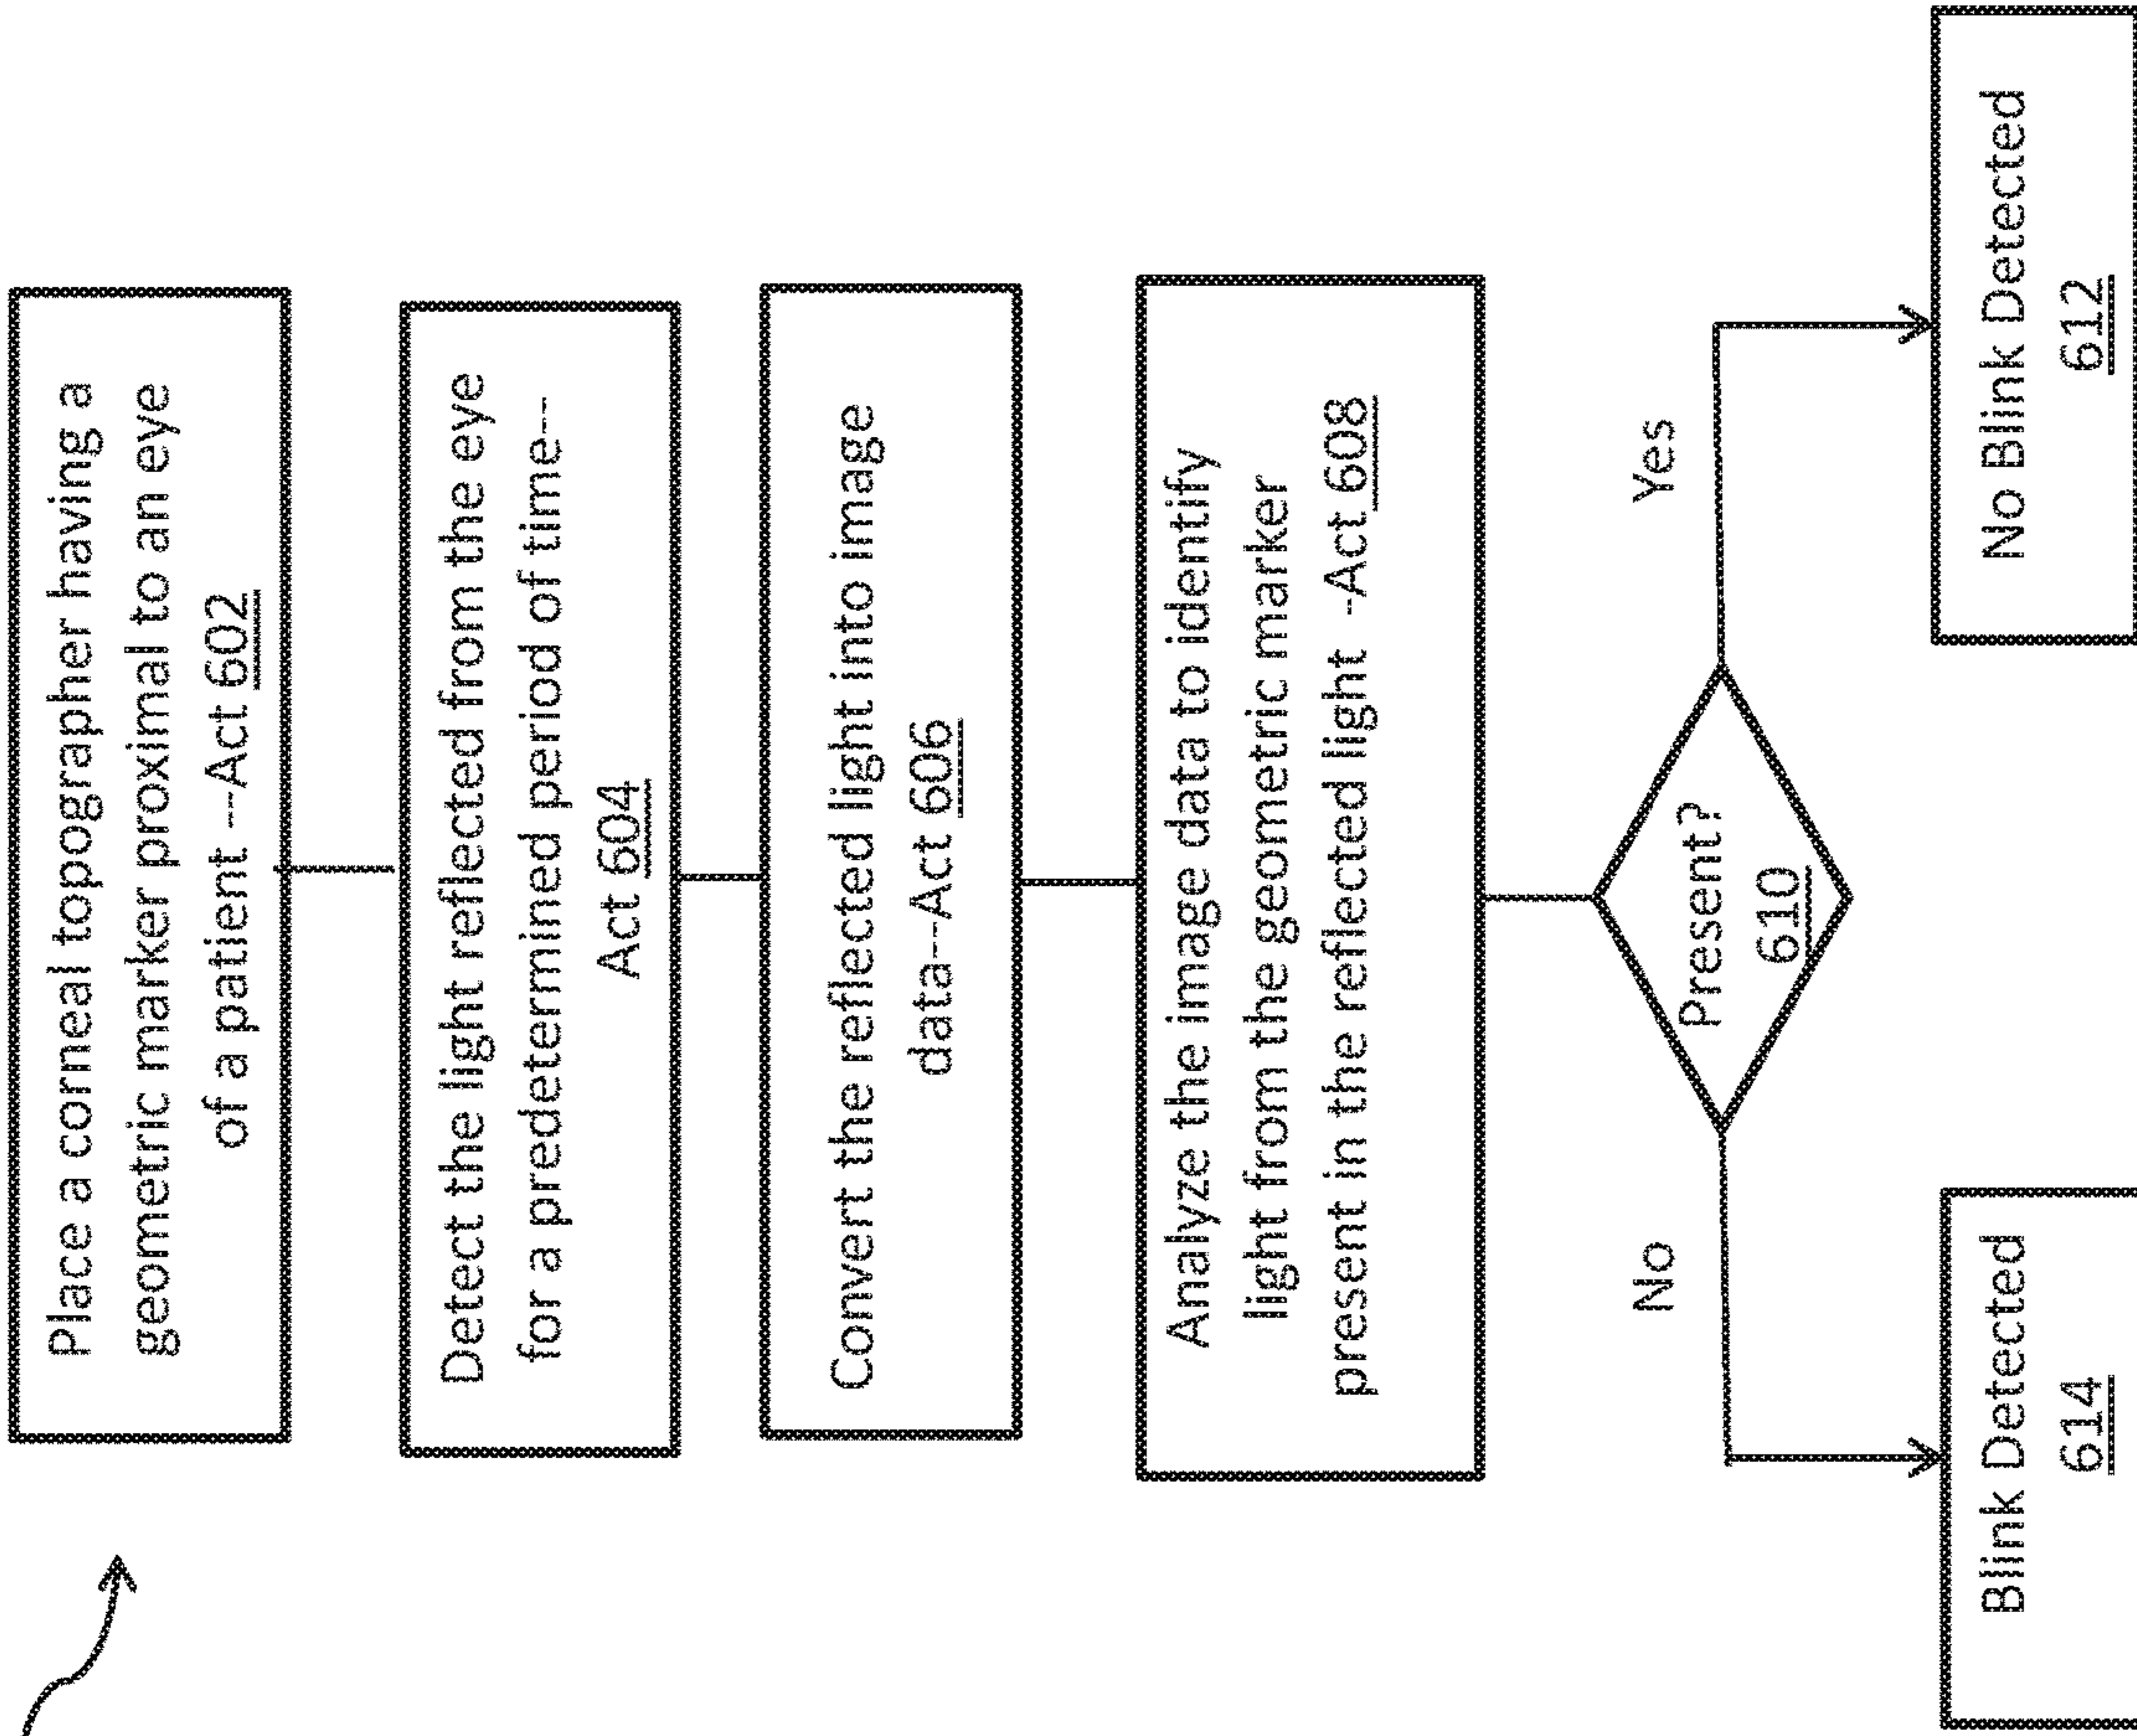 Place a corneal topographer having a
geometric marker proximal to an eye
of a patient --Act 602
Detect the light reflected from the eye
for a predetermined period of time--
Act 604
Convert the reflected light into image
data--Act 606
Analyze the image data to identify
light from the geometric marker
present in the reflected light -Act 608
Present?
610
No
Yes
Blink Detected
614
No Blink Detected
612